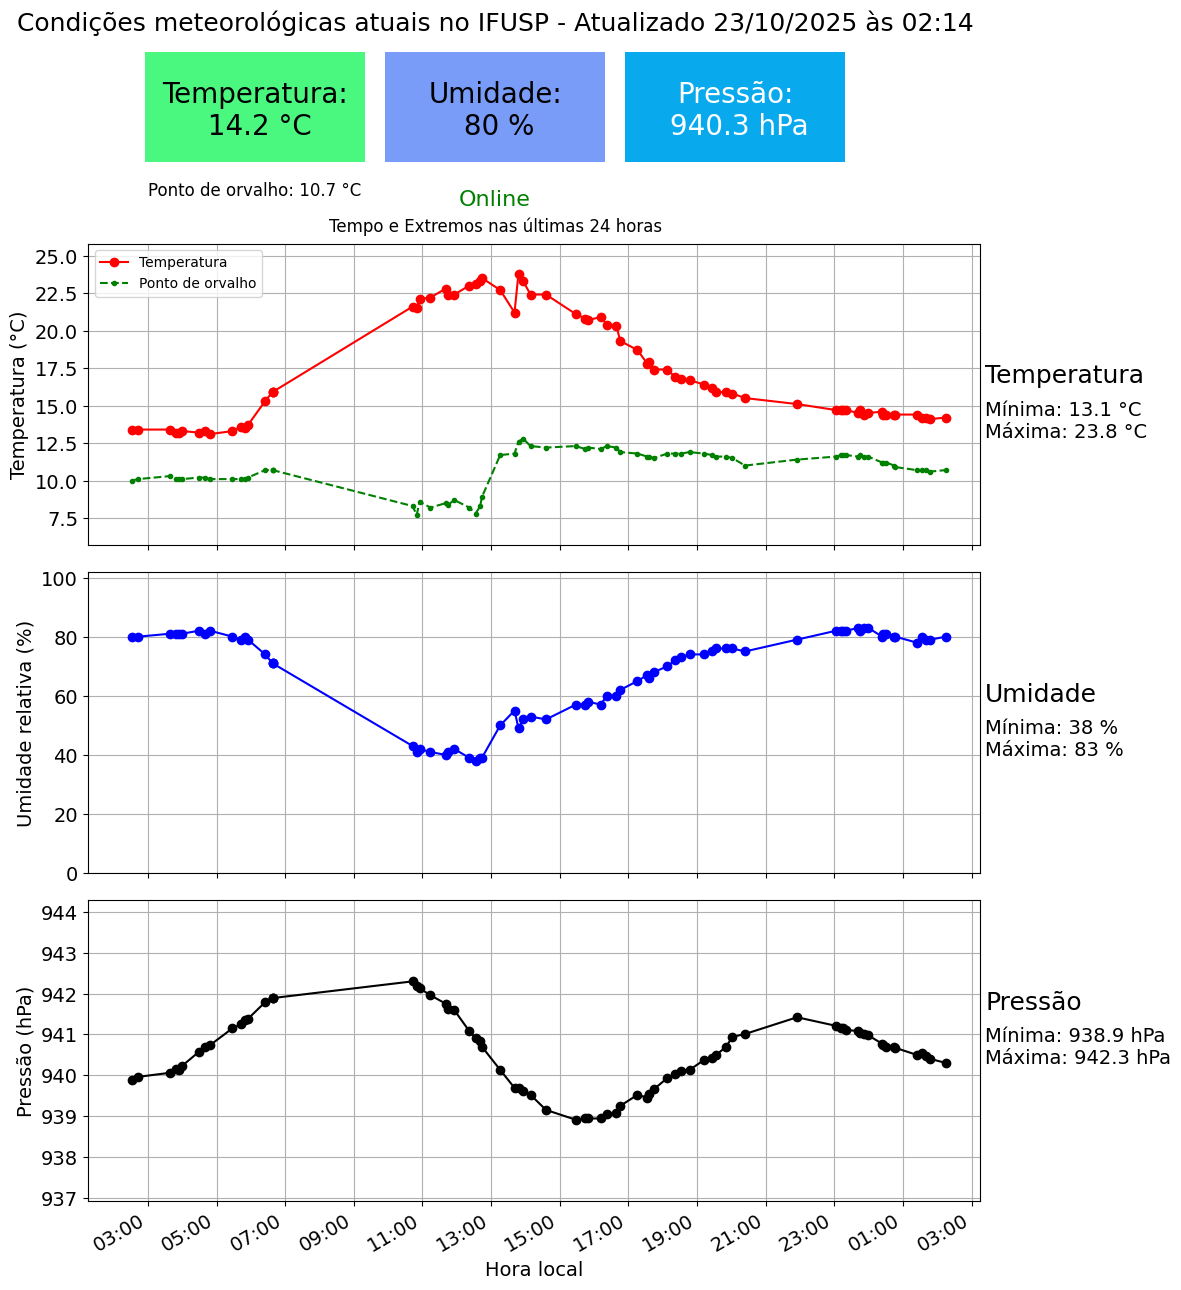 Condições meteorológicas atuais no IFUSP - Atualizado 23/10/2025 às 02:14
Temperatura:
14.2 °C
Umidade:
80 %
Pressão:
940.3 hPa
Ponto de orvalho: 10.7 °C
Online
Tempo e Extremos nas últimas 24 horas
Temperatura (°C)
25.0
22.5
20.0
17.5
15.0
12.5
10.0
7.5
Temperatura
Ponto de orvalho
Temperatura
Mínima: 13.1 °C
Máxima: 23.8 °C
Umidade relativa (%)
100
80
60
40
20
0
Umidade
Mínima: 38 %
Máxima: 83 %
Pressão (hPa)
944
943
942
941
940
939
938
937
Pressão
Mínima: 938.9 hPa
Máxima: 942.3 hPa
03:00
05:00
07:00
09:00
11:00
13:00
15:00
17:00
19:00
21:00
23:00
01:00
03:00
Hora local